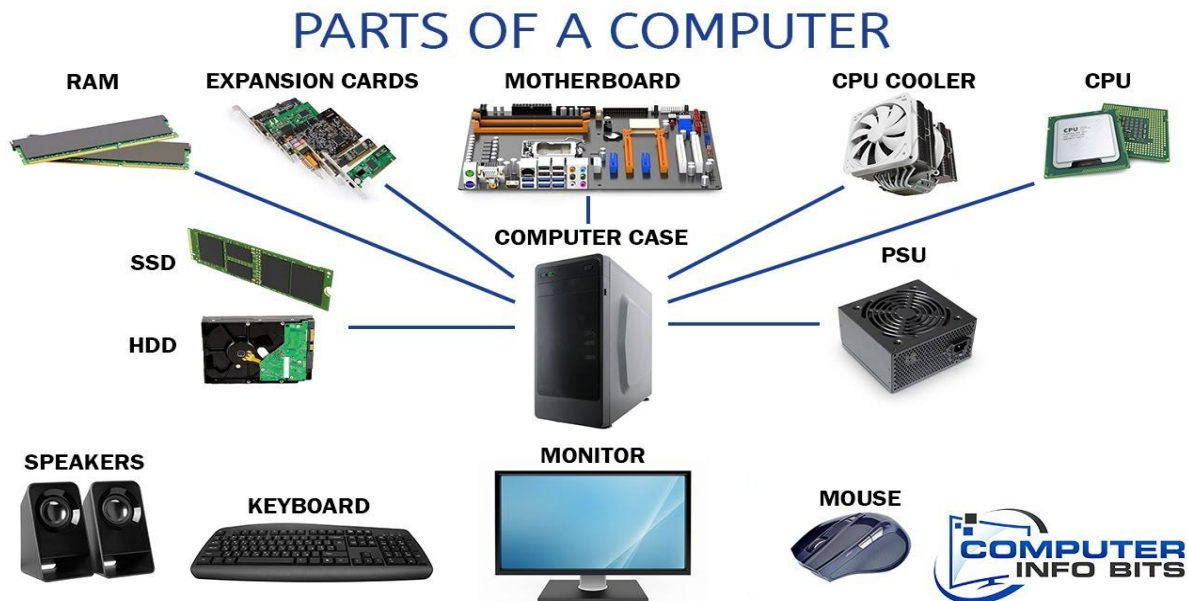 PARTS OF A COMPUTER
RAM
EXPANSION CARDS
MOTHERBOARD
CPU COOLER
CPU
CPU
COMPUTER CASE
SSD
PSU
HDD
SPEAKERS
KEYBOARD
MONITOR
MOUSE
COMPUTER
INFO BITS